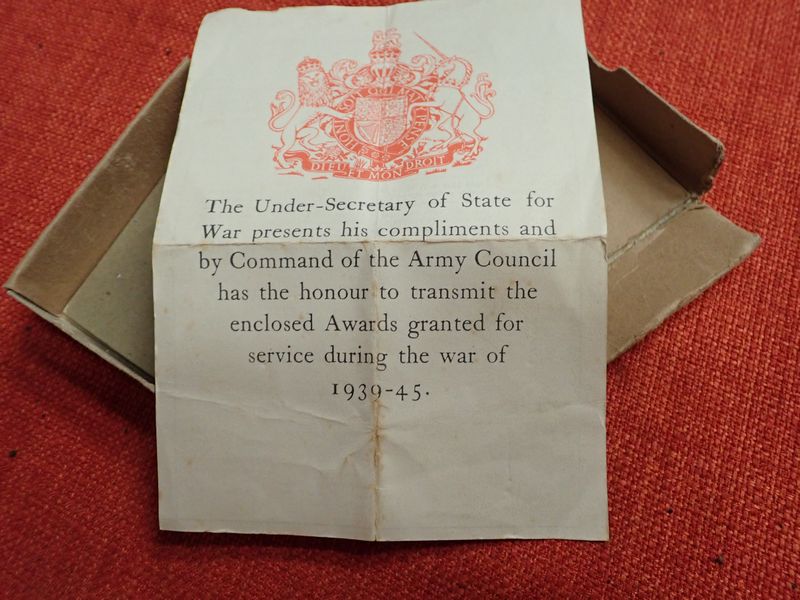 HONI SOIT QUI MAL Y PENSE
DIEU ET MON DROIT
The Under-Secretary of State for
War presents his compliments and
by Command of the Army Council
has the honour to transmit the
enclosed Awards granted for
service during the war of
1939-45.